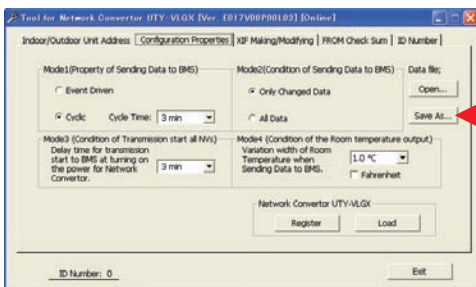 Tool for Network Convertor UTY-VLGX [Ver. E017V00P00L03] [Online]
Indoor/Outdoor Unit Address Configuration Properties XIF Making/Modifying FROM Check Sum ID Number
Mode1(Property of Sending Data to BMS) Mode2(Condition of Sending Data to BMS) Data file;
Event Driven Only Changed Data Open...
Cyclic Cycle Time: 3 min All Data Save As...
Mode3 (Condition of Transmission start all NVs) Mode4 (Condition of the Room temperature output)
Delay time for transmission
start to BMS at turning on
the power for Network
Convertor.
3 min
Variation width of Room
Temperature when
Sending Data to BMS.
1.0 °C
Fahrenheit
Network Convertor UTY-VLGX
Register Load
ID Number: 0 Exit